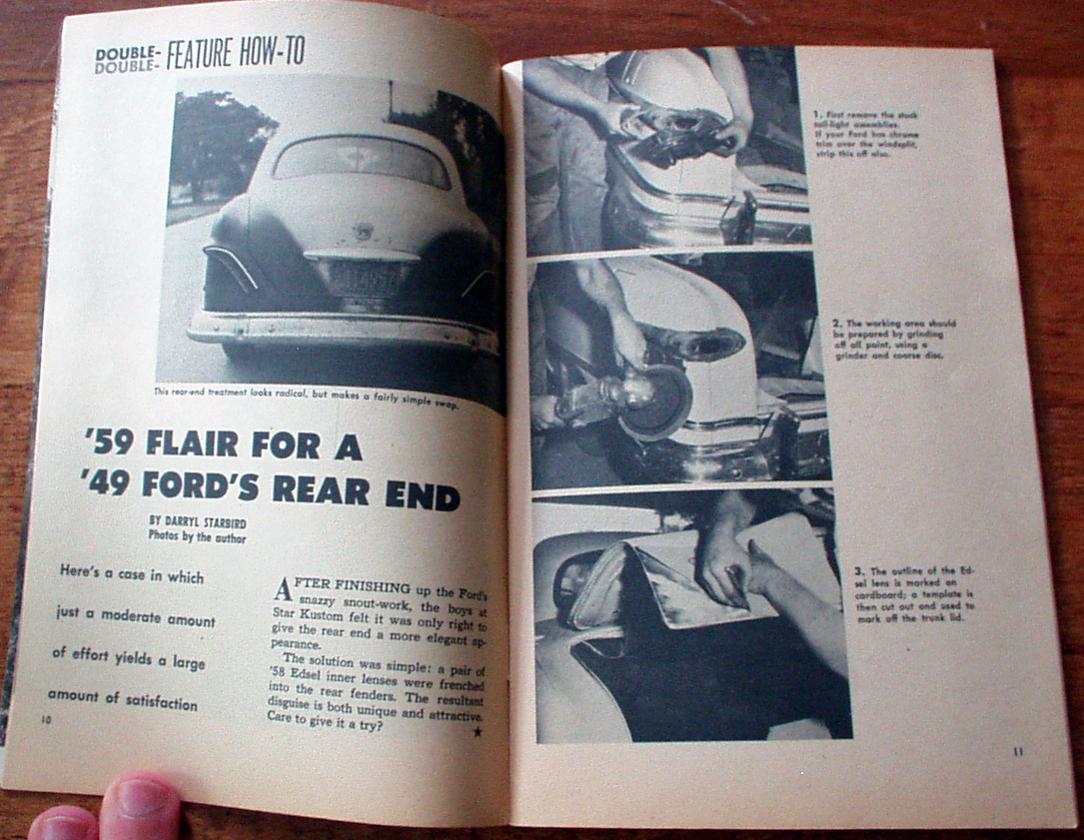 DOUBLE-
DOUBLE- FEATURE HOW-TO
This rear-end treatment looks radical, but makes a fairly simple swap.
'59 FLAIR FOR A
'49 FORD'S REAR END
BY DARRYL STARBIRD
Photos by the author
Here's a case in which
just a moderate amount
of effort yields a large
amount of satisfaction
AFTER FINISHING up the Ford's
snazzy snout-work, the boys at
Star Kustom felt it was only right to
give the rear end a more elegant ap-
pearance.
The solution was simple: a pair of
'58 Edsel inner lenses were frenched
into the rear fenders. The resultant
disguise is both unique and attractive.
Care to give it a try?
10
1. First remove the stock
tail-light assemblies.
If your Ford has chrome
trim over the windsplit,
strip this off also.
2. The working area should
be prepared by grinding
off all paint, using a
grinder and coarse disc.
3. The outline of the Ed-
sel lens is marked on
cardboard; a template is
then cut out and used to
mark off the trunk lid.
11